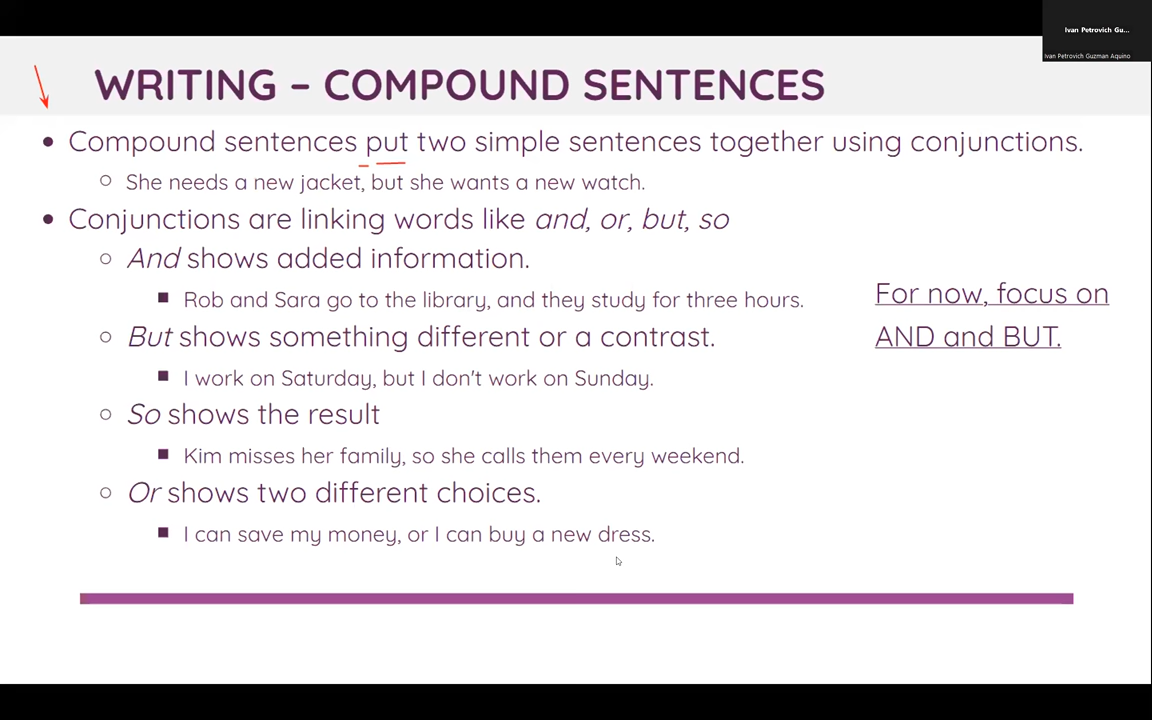 Ivan Petrovich Gu...
Ivan Petrovich Guzman Aquino
WRITING – COMPOUND SENTENCES
• Compound sentences put two simple sentences together using conjunctions.
○ She needs a new jacket, but she wants a new watch.
• Conjunctions are linking words like and, or, but, so
○ And shows added information.
■ Rob and Sara go to the library, and they study for three hours.
○ But shows something different or a contrast.
■ I work on Saturday, but I don't work on Sunday.
○ So shows the result
■ Kim misses her family, so she calls them every weekend.
○ Or shows two different choices.
■ I can save my money, or I can buy a new dress.
For now, focus on
AND and BUT.